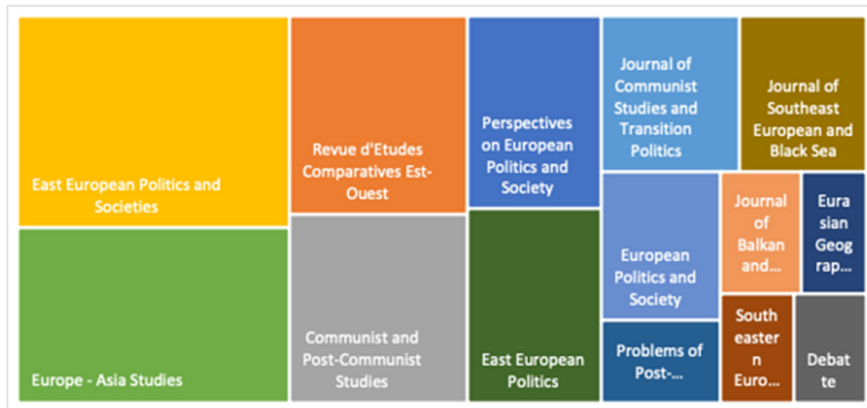 East European Politics and
Societies
Europe - Asia Studies
Revue d'Etudes
Comparatives Est-
Ouest
Communist and
Post-Communist
Studies
Perspectives
on European
Politics and
Society
East European
Politics
Journal of
Communist
Studies and
Transition
Politics
Journal of
Southeast
European and
Black Sea
European
Politics and
Society
Problems of
Post-...
Journal
of
Balkan
and...
Eura
sian
Geog
rap...
South
easter
n
Euro...
Deba
tte